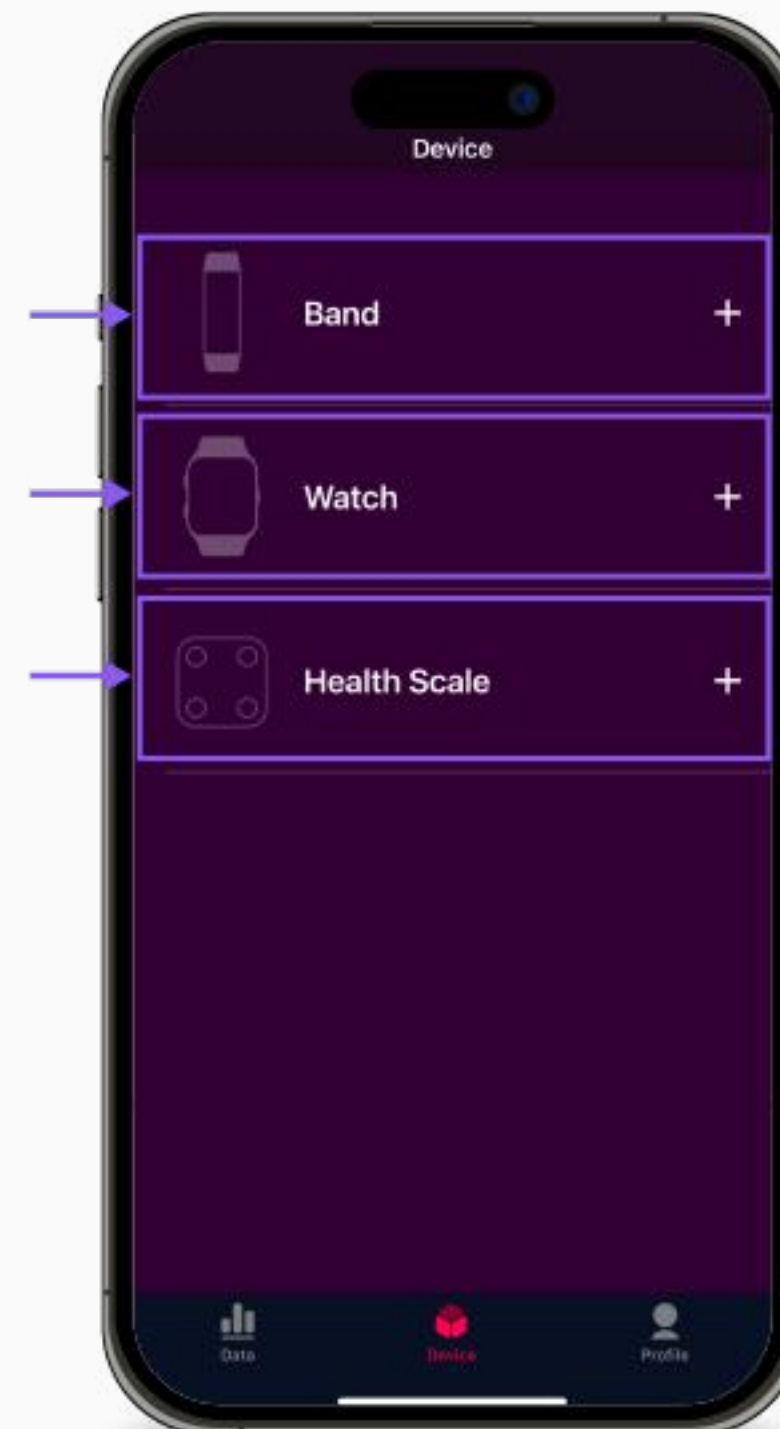 Device
Band +
Watch +
Health Scale +
Data
Device
Profile